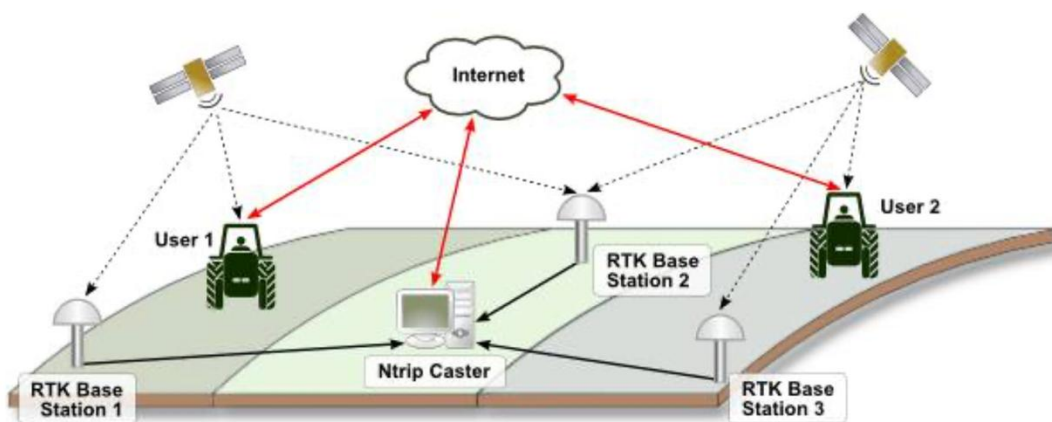 Internet
User 1
User 2
RTK Base
Station 2
Ntrip Caster
RTK Base
Station 1
RTK Base
Station 3